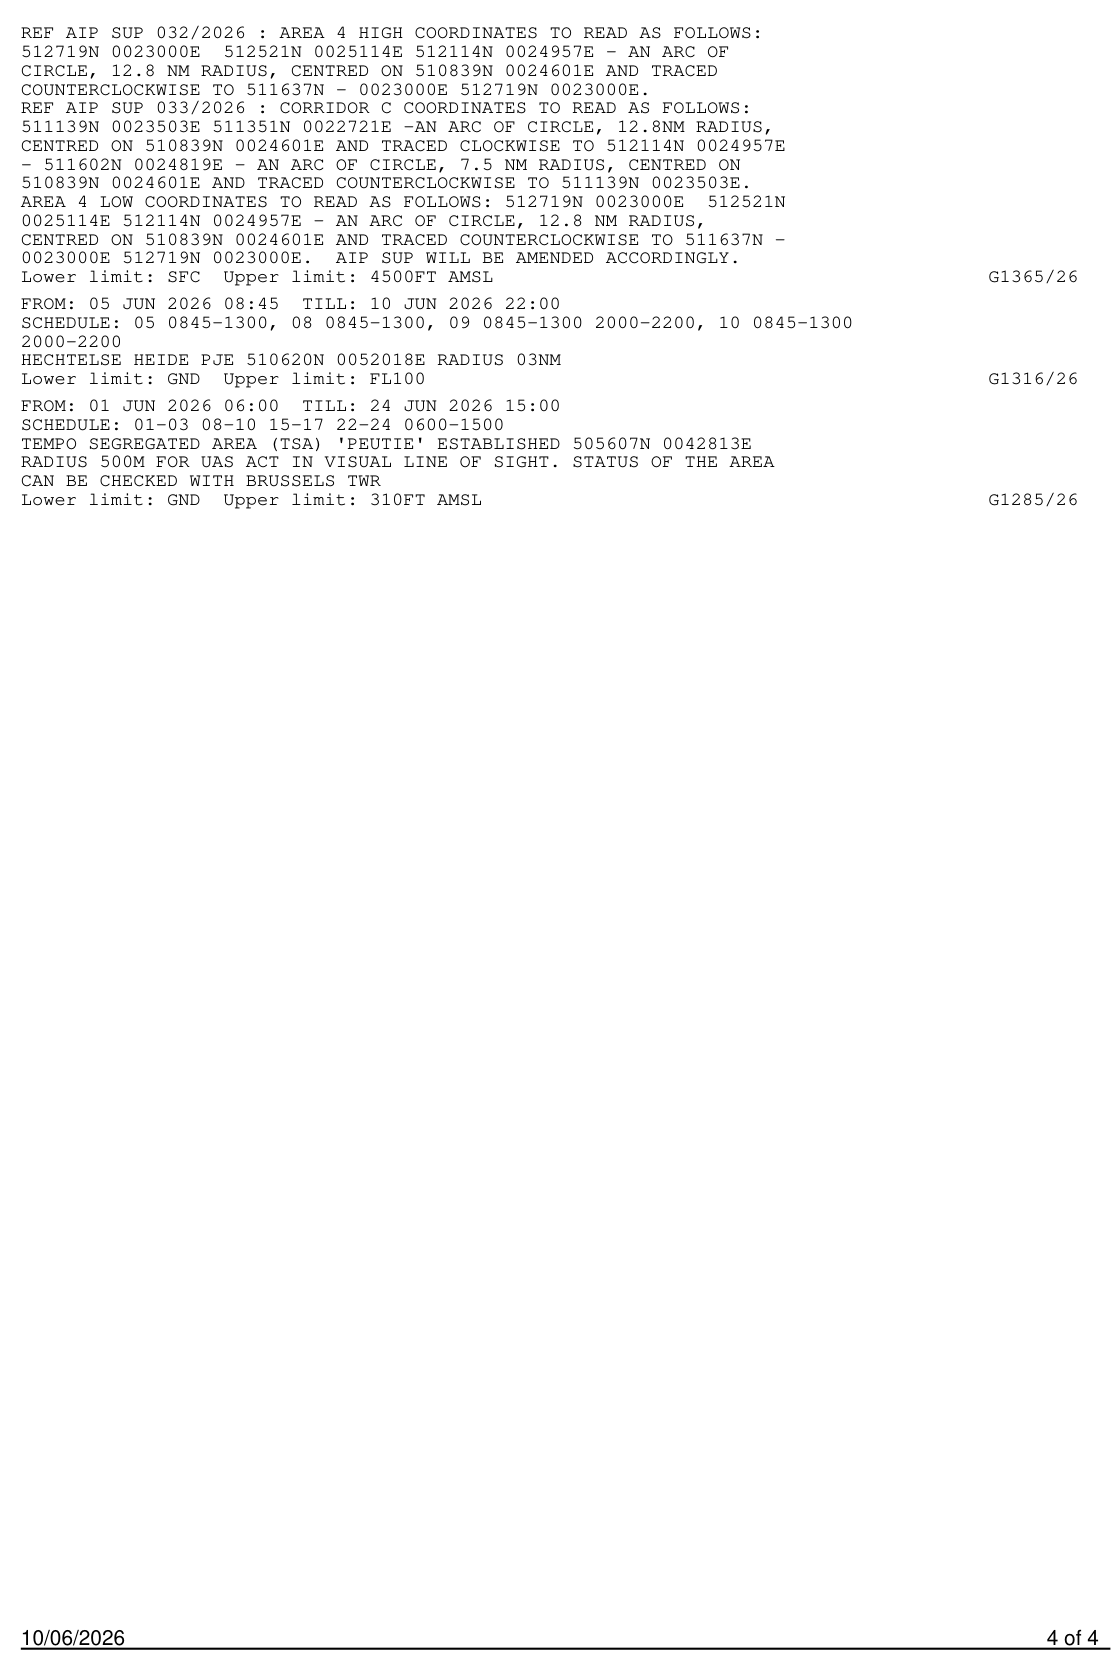 REF AIP SUP 032/2026 : AREA 4 HIGH COORDINATES TO READ AS FOLLOWS:
512719N 0023000E  512521N 0025114E 512114N 0024957E - AN ARC OF
CIRCLE, 12.8 NM RADIUS, CENTRED ON 510839N 0024601E AND TRACED
COUNTERCLOCKWISE TO 511637N - 0023000E 512719N 0023000E.
REF AIP SUP 033/2026 : CORRIDOR C COORDINATES TO READ AS FOLLOWS:
511139N 0023503E 511351N 0022721E -AN ARC OF CIRCLE, 12.8NM RADIUS,
CENTRED ON 510839N 0024601E AND TRACED CLOCKWISE TO 512114N 0024957E
- 511602N 0024819E - AN ARC OF CIRCLE, 7.5 NM RADIUS, CENTRED ON
510839N 0024601E AND TRACED COUNTERCLOCKWISE TO 511139N 0023503E.
AREA 4 LOW COORDINATES TO READ AS FOLLOWS: 512719N 0023000E  512521N
0025114E 512114N 0024957E - AN ARC OF CIRCLE, 12.8 NM RADIUS,
CENTRED ON 510839N 0024601E AND TRACED COUNTERCLOCKWISE TO 511637N -
0023000E 512719N 0023000E.  AIP SUP WILL BE AMENDED ACCORDINGLY.
Lower limit: SFC  Upper limit: 4500FT AMSL G1365/26
FROM: 05 JUN 2026 08:45  TILL: 10 JUN 2026 22:00
SCHEDULE: 05 0845-1300, 08 0845-1300, 09 0845-1300 2000-2200, 10 0845-1300
2000-2200
HECHTELSE HEIDE PJE 510620N 0052018E RADIUS 03NM
Lower limit: GND  Upper limit: FL100 G1316/26
FROM: 01 JUN 2026 06:00  TILL: 24 JUN 2026 15:00
SCHEDULE: 01-03 08-10 15-17 22-24 0600-1500
TEMPO SEGREGATED AREA (TSA) 'PEUTIE' ESTABLISHED 505607N 0042813E
RADIUS 500M FOR UAS ACT IN VISUAL LINE OF SIGHT. STATUS OF THE AREA
CAN BE CHECKED WITH BRUSSELS TWR
Lower limit: GND  Upper limit: 310FT AMSL G1285/26
10/06/2026 4 of 4